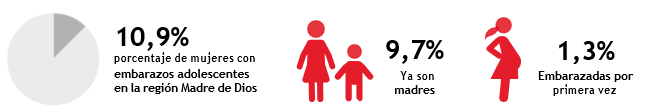 10,9%
porcentaje de mujeres con
embarazos adolescentes
en la región Madre de Dios
9,7%
Ya son
madres
1,3%
Embarazadas por
primera vez